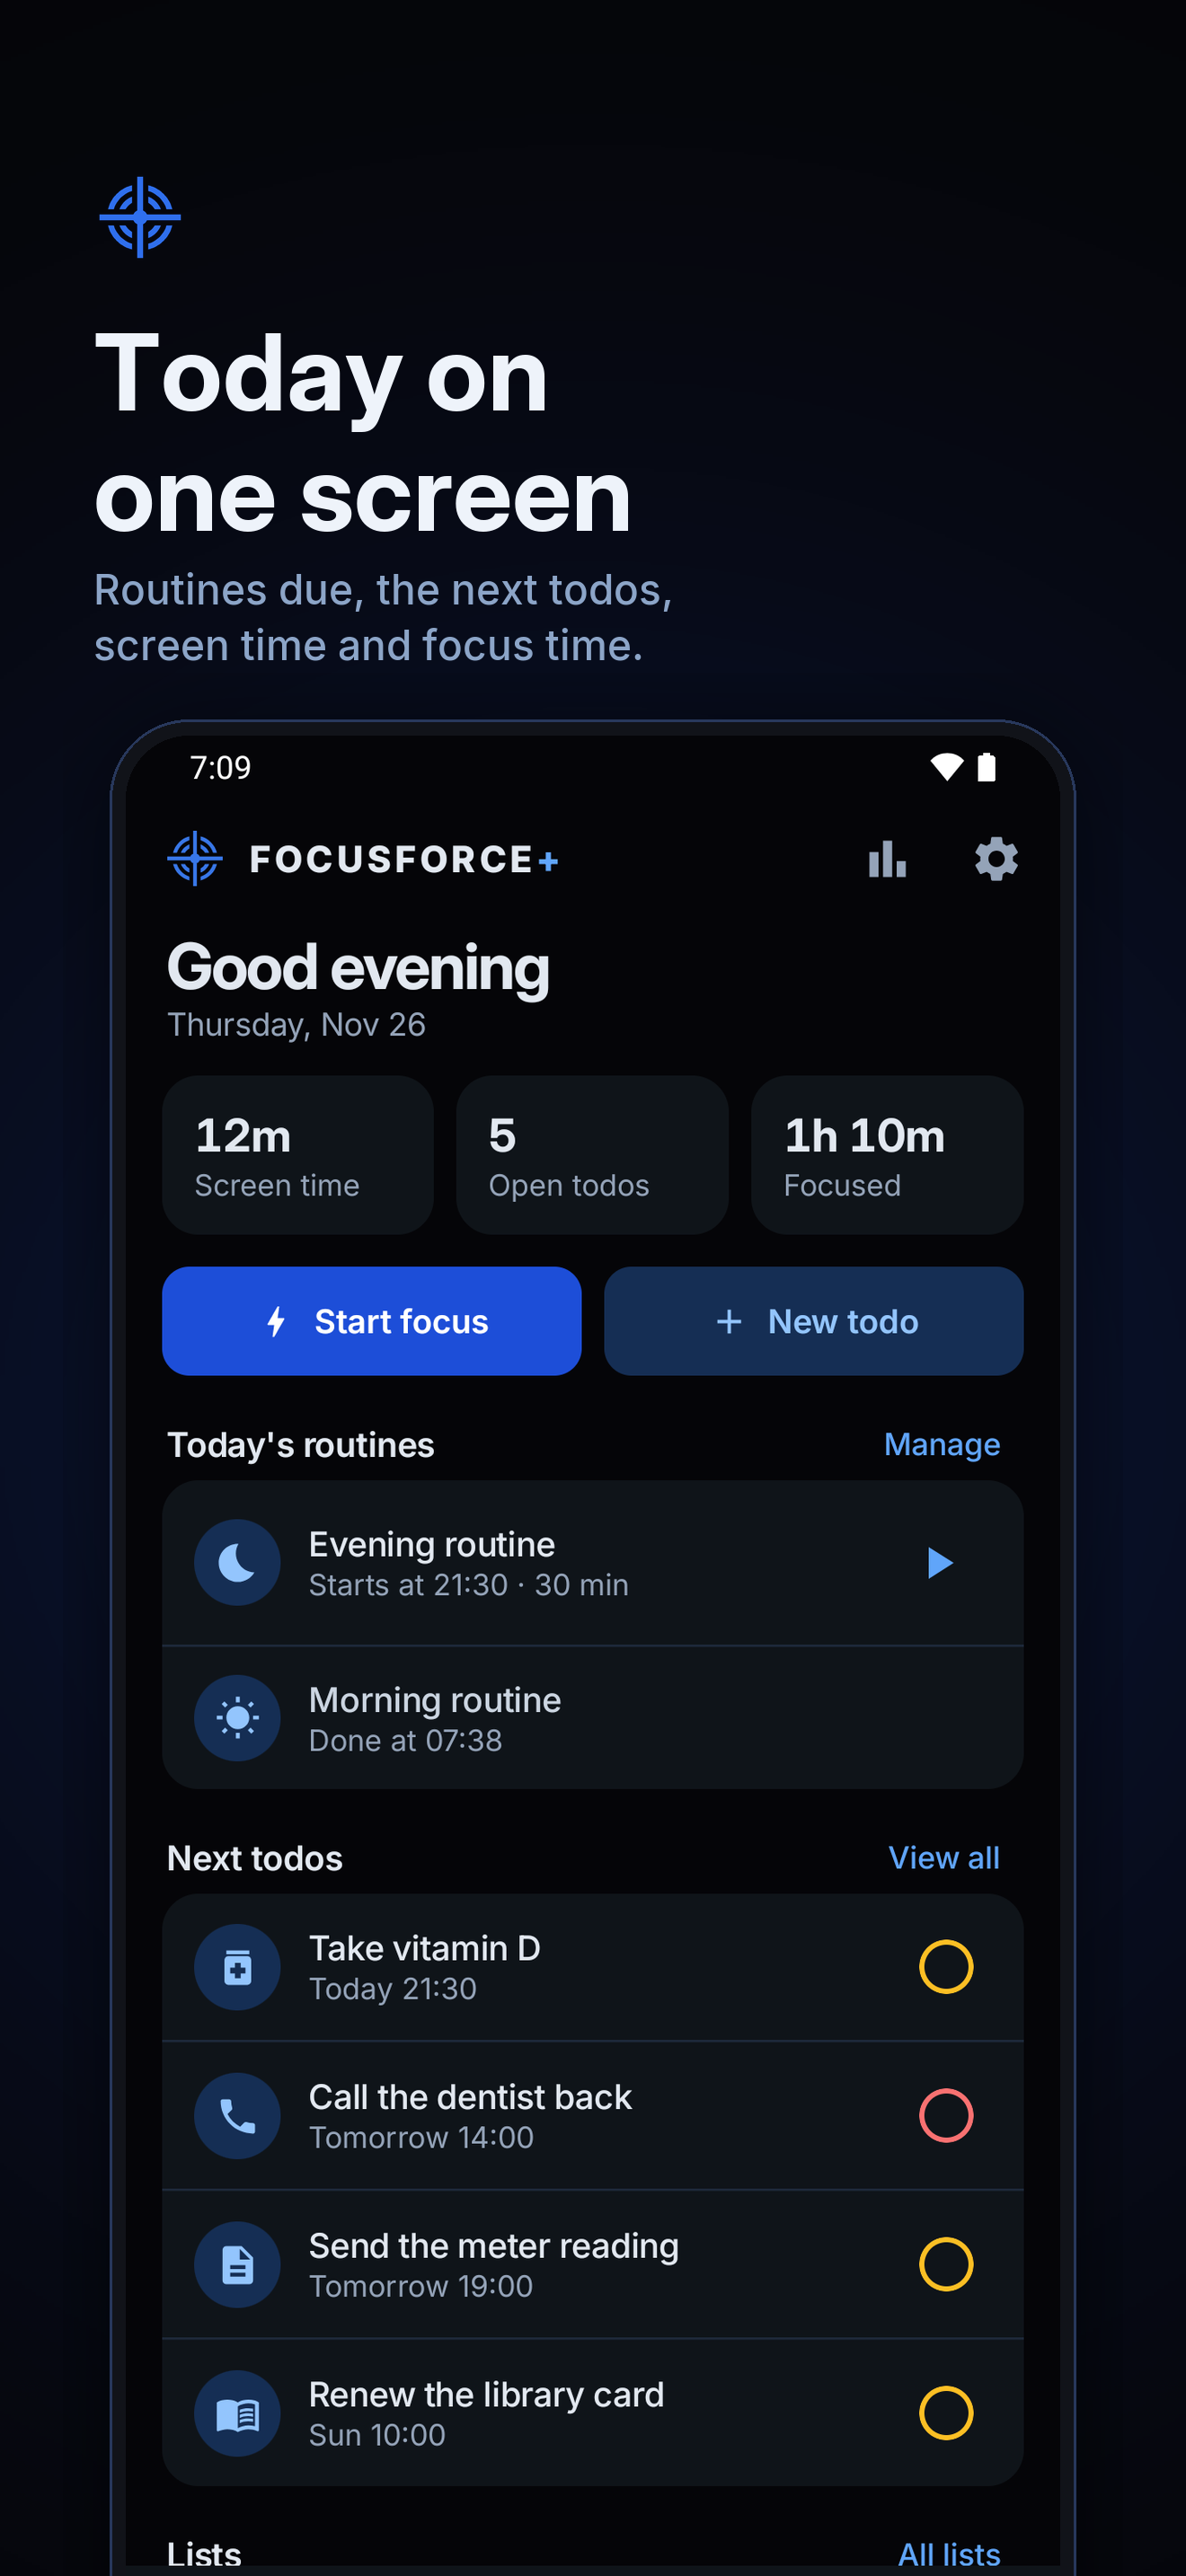 Today on
one screen
Routines due, the next todos,
screen time and focus time.
7:09
FOCUSFORCE+
Good evening
Thursday, Nov 26
12m
Screen time
5
Open todos
1h 10m
Focused
Start focus
New todo
Today's routines
Manage
Evening routine
Starts at 21:30 · 30 min
Morning routine
Done at 07:38
Next todos
View all
Take vitamin D
Today 21:30
Call the dentist back
Tomorrow 14:00
Send the meter reading
Tomorrow 19:00
Renew the library card
Sun 10:00
Lists
All lists